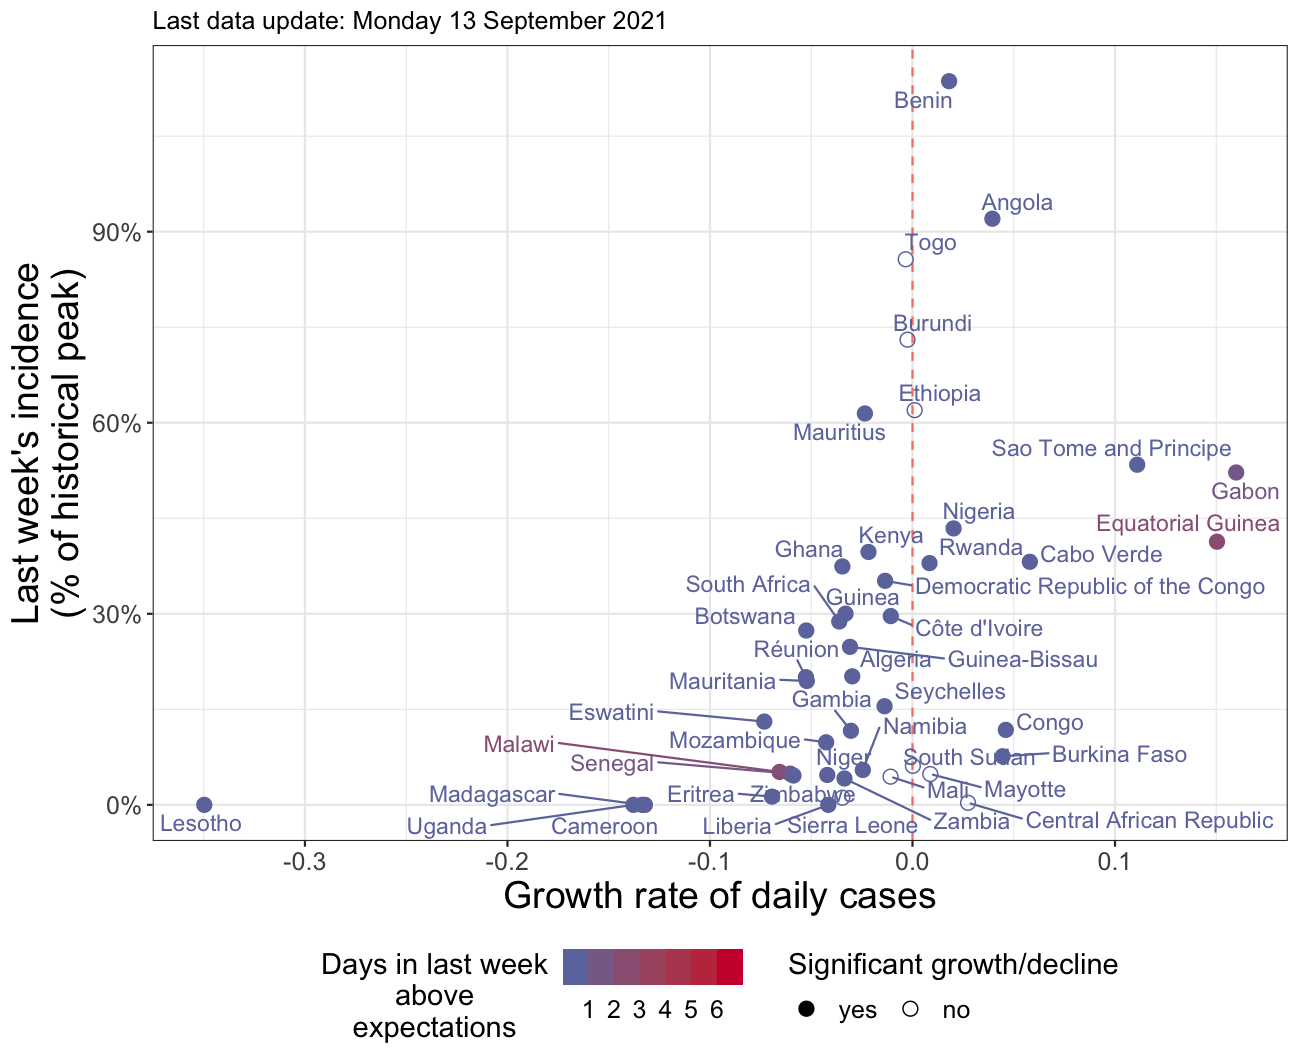 Last data update: Monday 13 September 2021
Last week's incidence
(% of historical peak)
90%
60%
30%
0%
Benin
Angola
Togo
Burundi
Ethiopia
Mauritius
Sao Tome and Principe
Gabon
Nigeria
Equatorial Guinea
Kenya
Ghana
Rwanda
Cabo Verde
South Africa
Democratic Republic of the Congo
Guinea
Botswana
Côte d'Ivoire
Réunion
Algeria
Guinea-Bissau
Mauritania
Gambia
Seychelles
Eswatini
Namibia
Congo
Malawi
Mozambique
Senegal
Niger
South Sudan
Burkina Faso
Madagascar
Eritrea
Zimbabwe
Mali
Mayotte
Lesotho
Uganda
Cameroon
Liberia
Sierra Leone
Zambia
Central African Republic
-0.3
-0.2
-0.1
0.0
0.1
Growth rate of daily cases
Days in last week
above
expectations
1 2 3 4 5 6
Significant growth/decline
yes
no